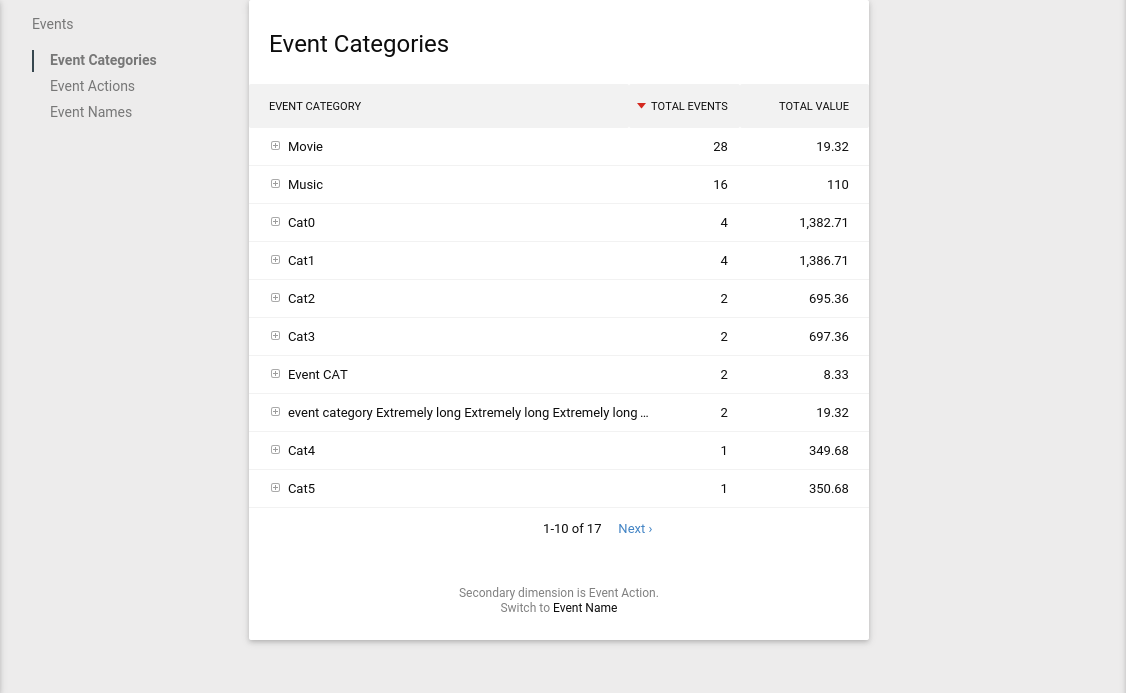 Events
Event Categories
Event Actions
Event Names
Event Categories
EVENT CATEGORY TOTAL EVENTS TOTAL VALUE
Movie 28 19.32
Music 16 110
Cat0 4 1,382.71
Cat1 4 1,386.71
Cat2 2 695.36
Cat3 2 697.36
Event CAT 2 8.33
event category Extremely long Extremely long Extremely long ... 2 19.32
Cat4 1 349.68
Cat5 1 350.68
1-10 of 17 Next ›
Secondary dimension is Event Action.
Switch to Event Name